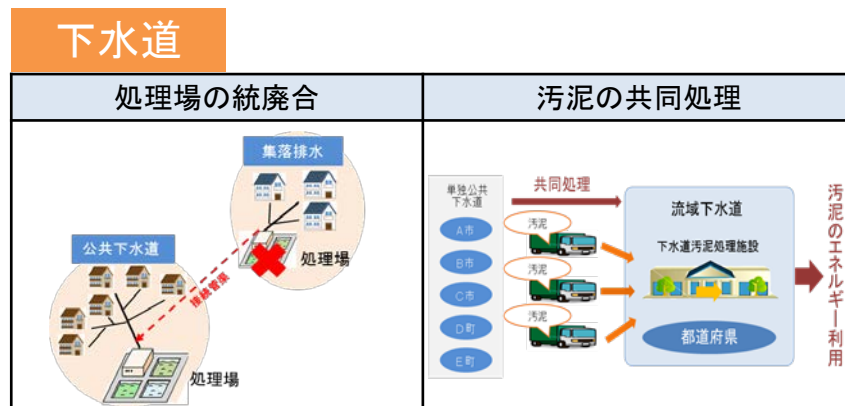 下水道
処理場の統廃合
汚泥の共同処理
集落排水
処理場
公共下水道
接続管渠
処理場
単独公共
下水道
A市
B市
C市
D町
E町
共同処理
汚泥
汚泥
汚泥
流域下水道
下水道汚泥処理施設
都道府県
汚泥のエネルギー利用